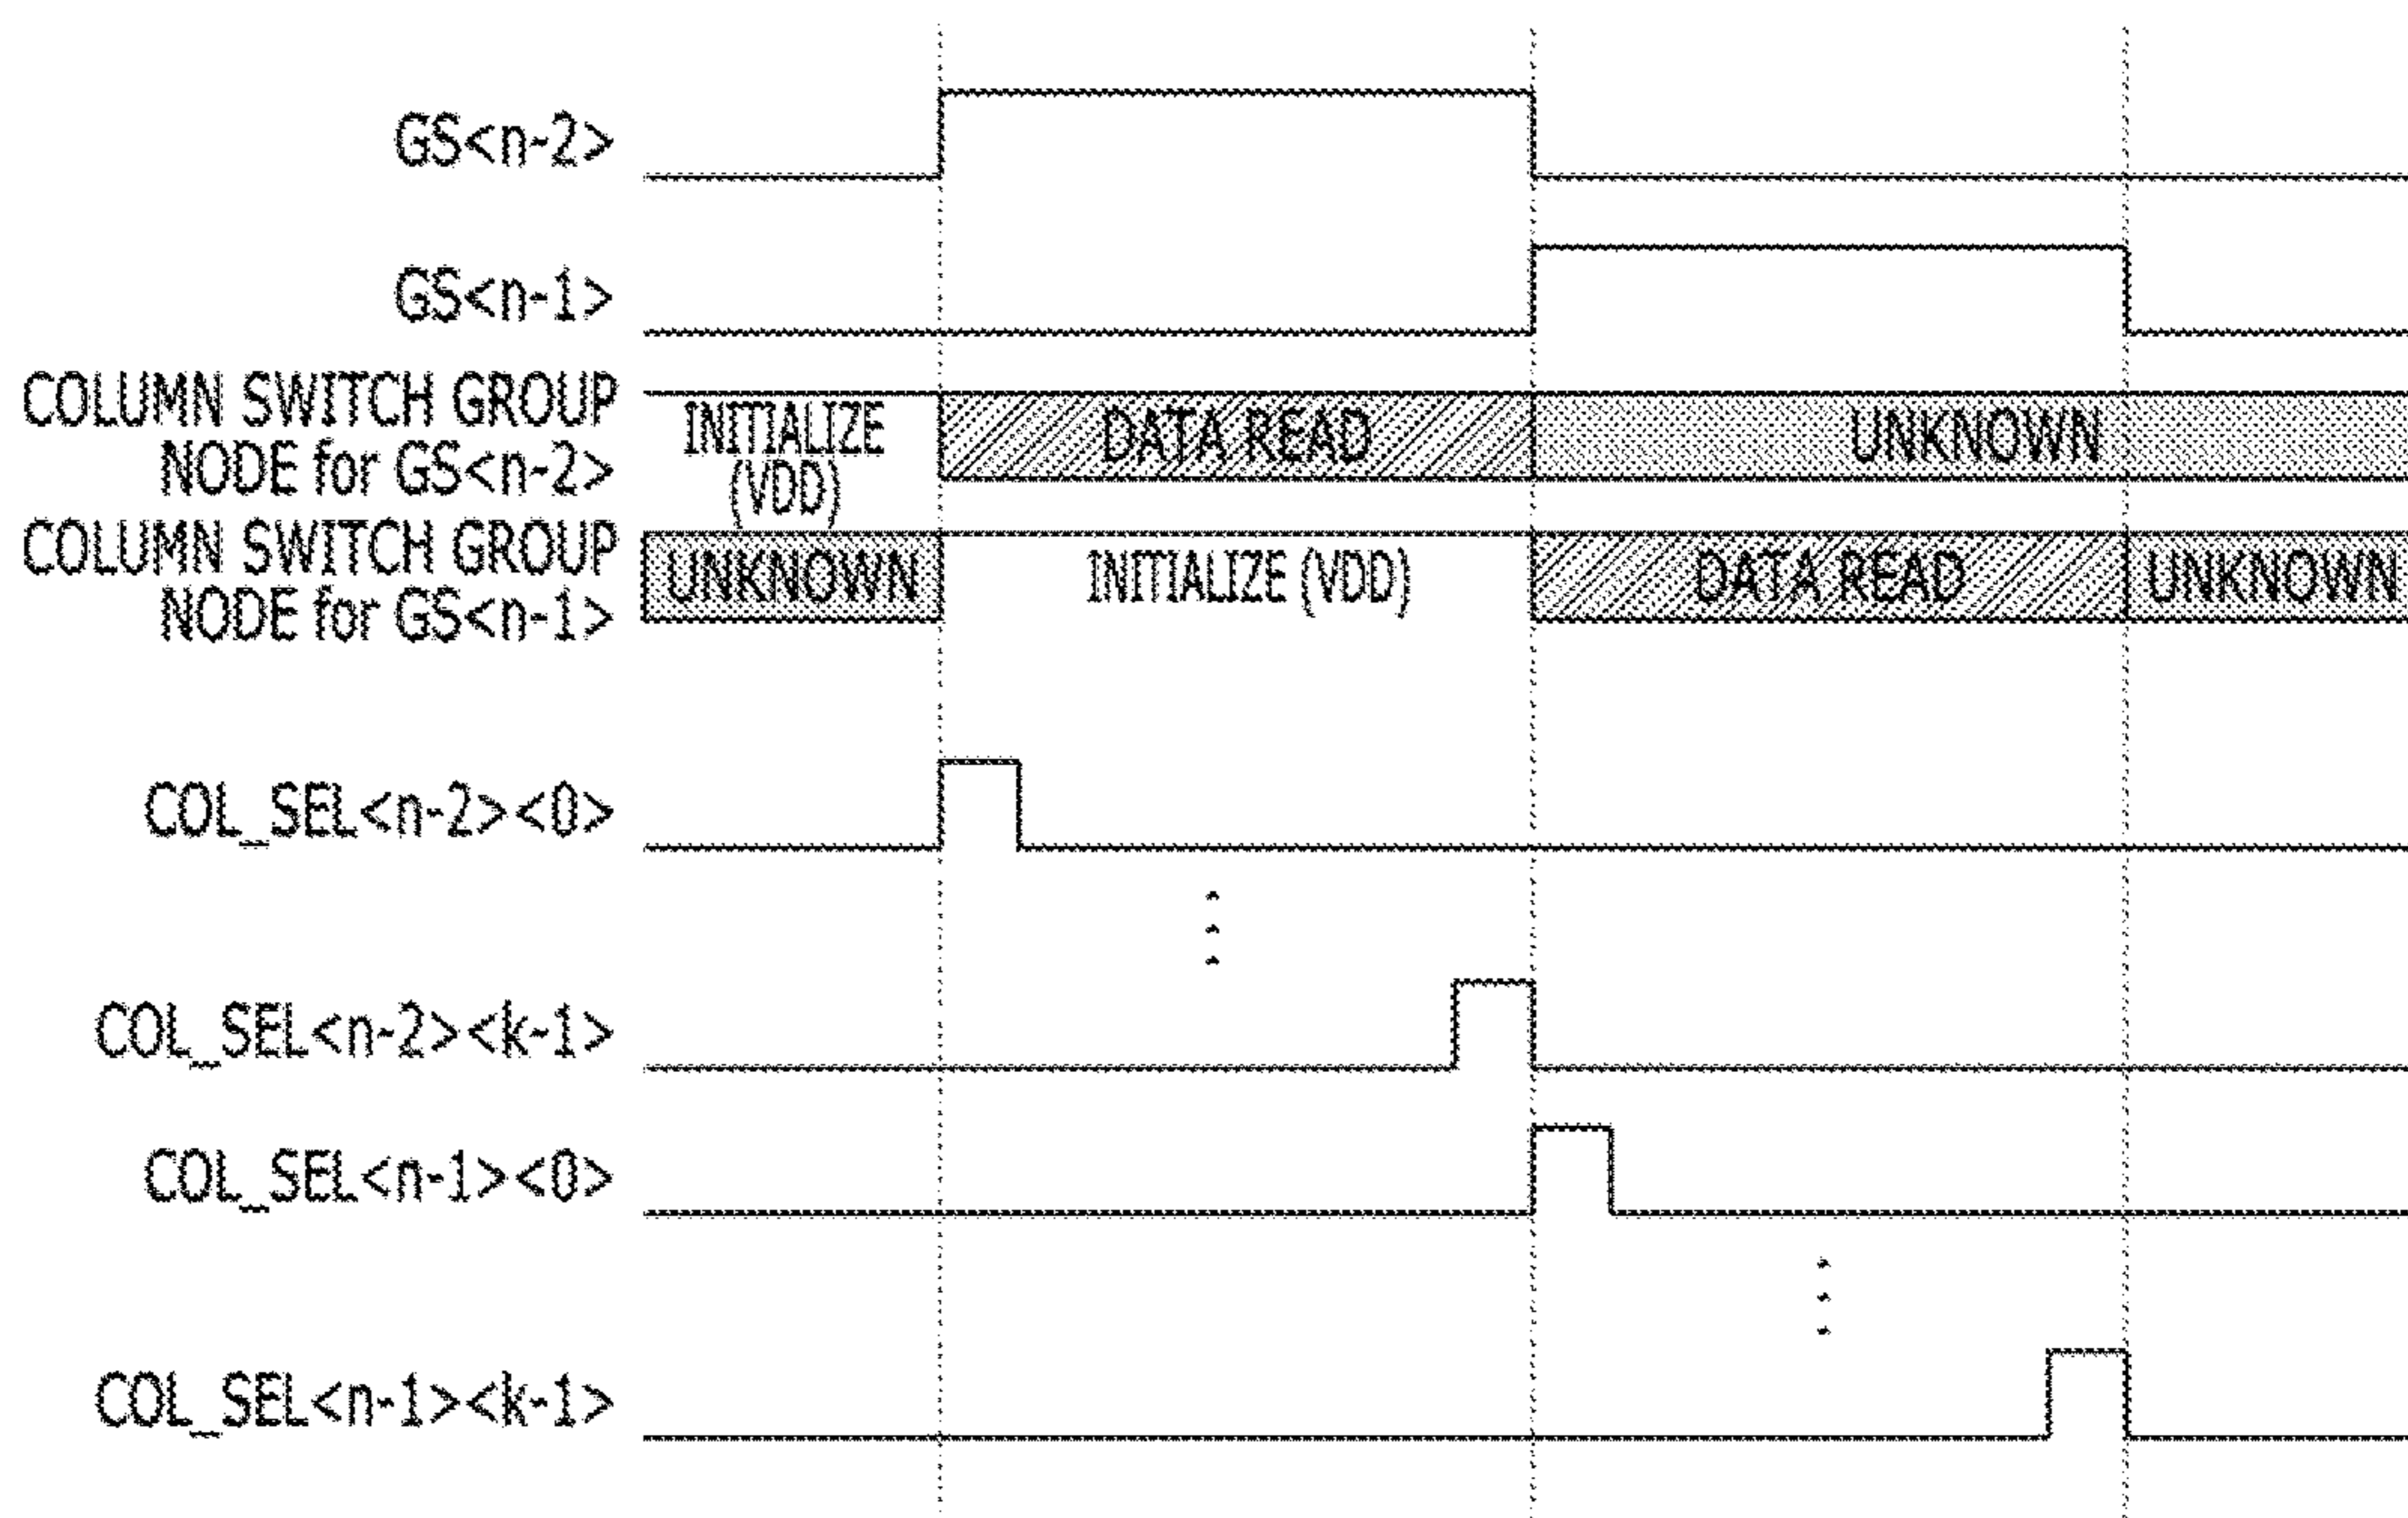 GS<n-2>
GS<n-1>
COLUMN SWITCH GROUP
NODE for GS<n-2>
INITIALIZE
(VDD)
DATA READ
UNKNOWN
COLUMN SWITCH GROUP
NODE for GS<n-1>
UNKNOWN
INITIALIZE (VDD)
DATA READ
UNKNOWN
COL_SEL<n-2><0>
COL_SEL<n-2><k-1>
COL_SEL<n-1><0>
COL_SEL<n-1><k-1>